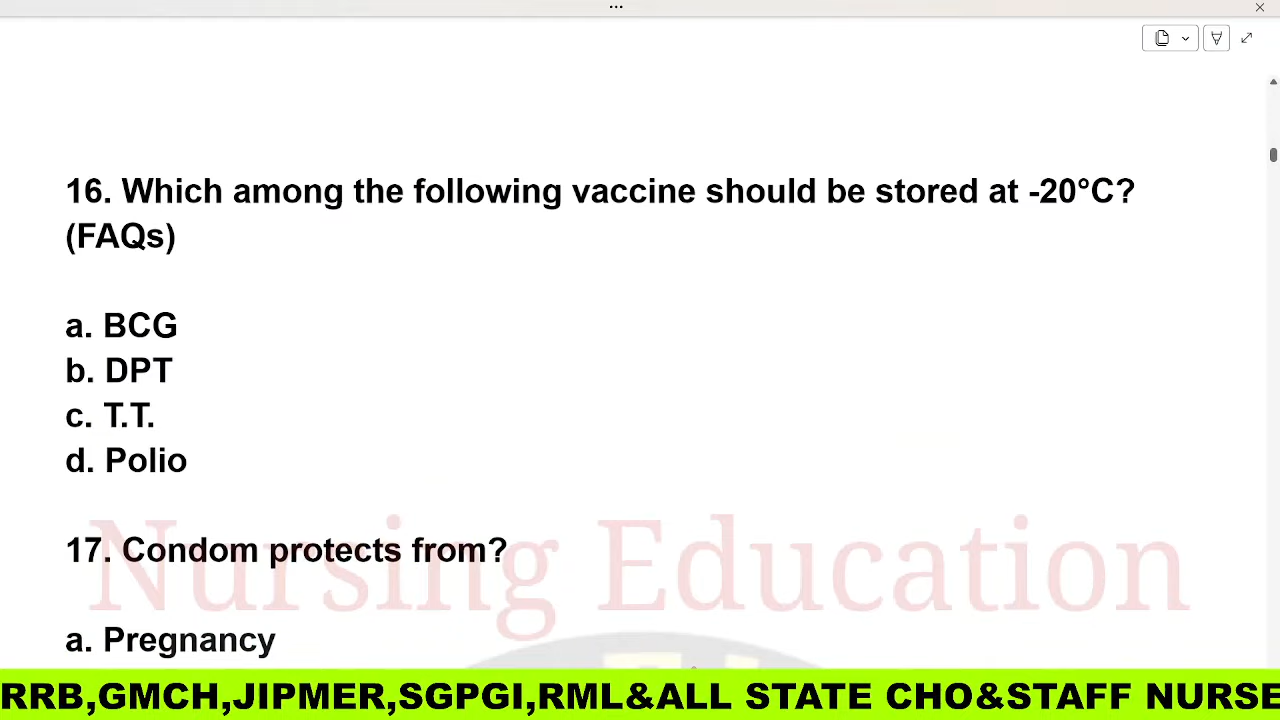 16. Which among the following vaccine should be stored at -20°C?
(FAQs)
a. BCG
b. DPT
c. T.T.
d. Polio
Nursing Education
17. Condom protects from?
a. Pregnancy
RRB,GMCH,JIPMER,SGPGI,RML&ALL STATE CHO&STAFF NURSE